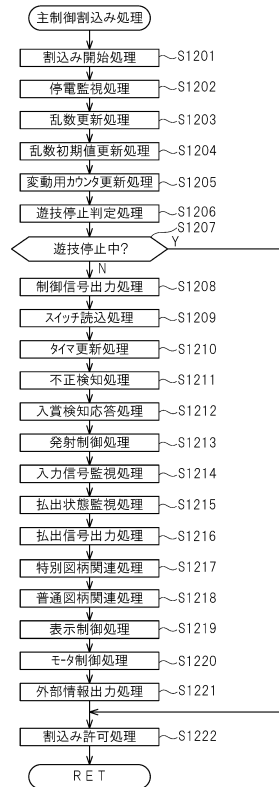 主制御割込み処理
割込み開始処理 S1201
停電監視処理 S1202
乱数更新処理 S1203
乱数初期値更新処理 S1204
変動用カウンタ更新処理 S1205
遊技停止判定処理 S1206
S1207
遊技停止中? Y
N
制御信号出力処理 S1208
スイッチ読込処理 S1209
タイマ更新処理 S1210
不正検知処理 S1211
入賞検知応答処理 S1212
発射制御処理 S1213
入力信号監視処理 S1214
払出状態監視処理 S1215
払出信号出力処理 S1216
特別図柄関連処理 S1217
普通図柄関連処理 S1218
表示制御処理 S1219
モータ制御処理 S1220
外部情報出力処理 S1221
割込み許可処理 S1222
RET